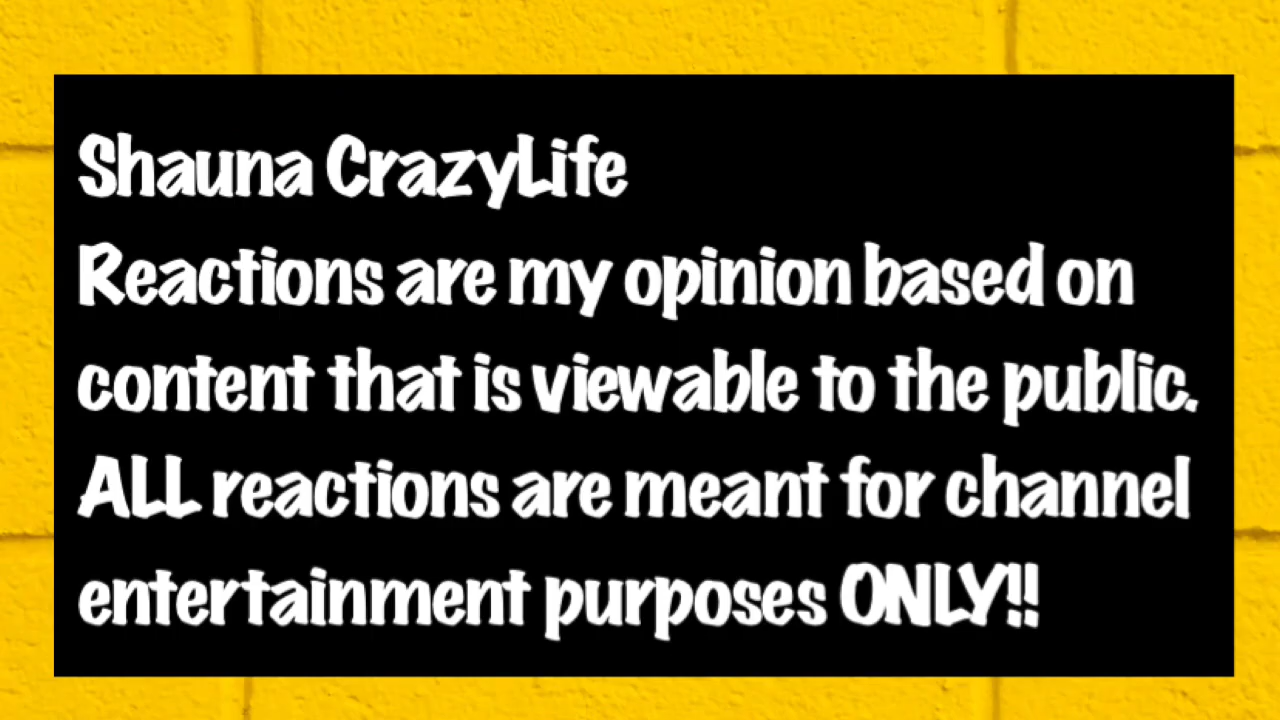 Shauna CrazyLife
Reactions are my opinion based on
content that is viewable to the public.
ALL reactions are meant for channel
entertainment purposes ONLY!!